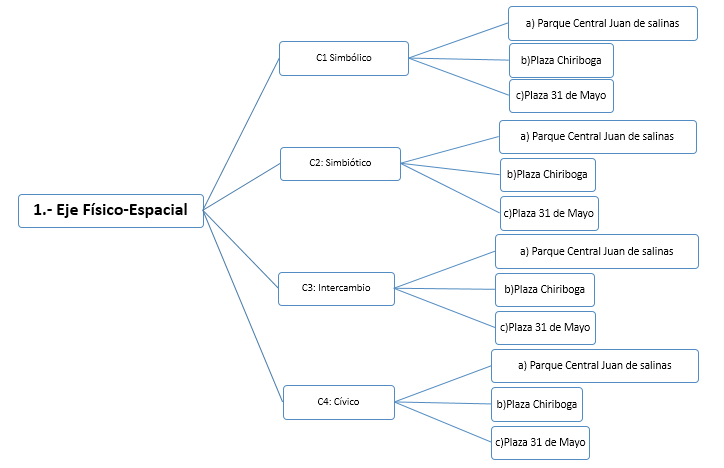 1.- Eje Físico-Espacial
C1 Simbólico
a) Parque Central Juan de salinas
b)Plaza Chiriboga
c)Plaza 31 de Mayo
C2: Simbiótico
a) Parque Central Juan de salinas
b)Plaza Chiriboga
c)Plaza 31 de Mayo
C3: Intercambio
a) Parque Central Juan de salinas
b)Plaza Chiriboga
c)Plaza 31 de Mayo
C4: Cívico
a) Parque Central Juan de salinas
b)Plaza Chiriboga
c)Plaza 31 de Mayo